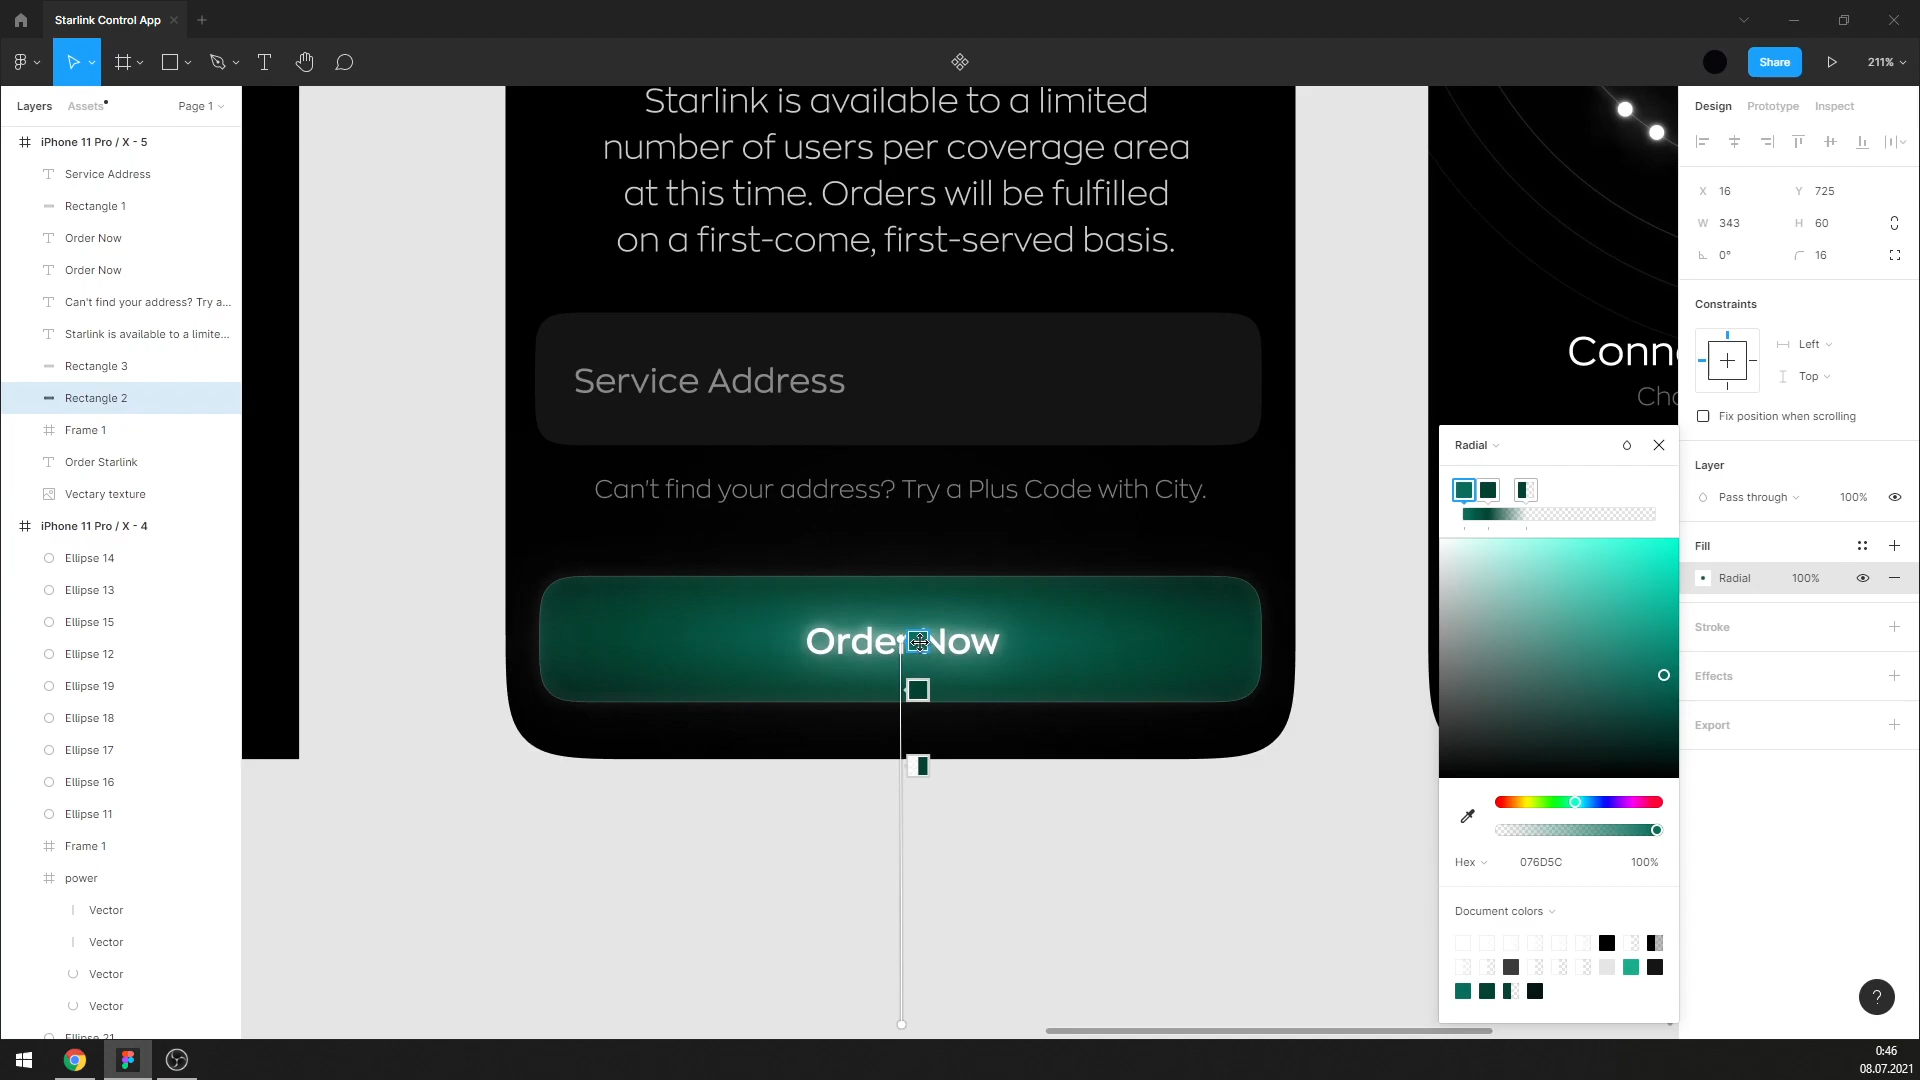 Starlink Control App
Share
211%
Layers
Assets
Page 1
iPhone 11 Pro / X - 5
Service Address
Rectangle 1
Order Now
Order Now
Can't find your address? Try a...
Starlink is available to a limite...
Rectangle 3
Rectangle 2
Frame 1
Order Starlink
Vectary texture
iPhone 11 Pro / X - 4
Ellipse 14
Ellipse 13
Ellipse 15
Ellipse 12
Ellipse 19
Ellipse 18
Ellipse 17
Ellipse 16
Ellipse 11
Frame 1
power
Vector
Vector
Vector
Vector
Ellipse 21
Starlink is available to a limited
number of users per coverage area
at this time. Orders will be fulfilled
on a first-come, first-served basis.
Service Address
Can't find your address? Try a Plus Code with City.
Order Now
Conn
Cho
Radial
Hex
076D5C
100%
Document colors
Design
Prototype
Inspect
X 16
Y 725
W 343
H 60
0°
16
Constraints
Left
Top
Fix position when scrolling
Layer
Pass through
100%
Fill
Radial
100%
Stroke
Effects
Export
?
0:46
08.07.2021